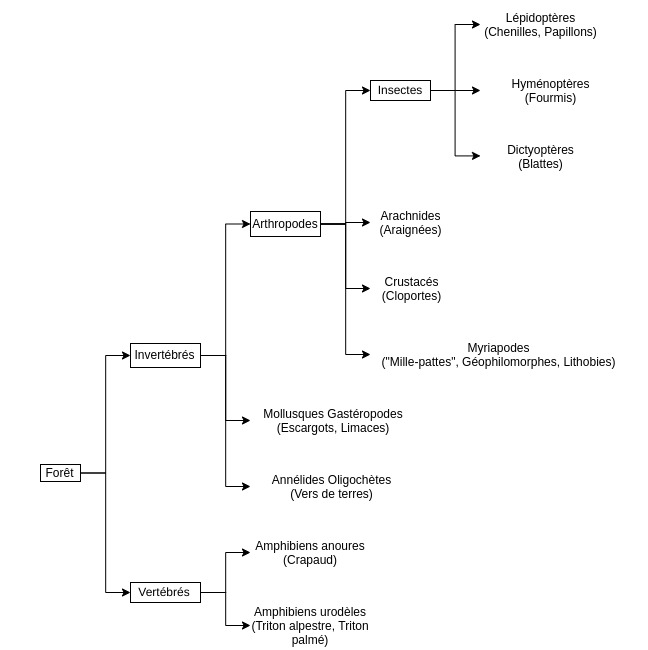 Lépidoptères
(Chenilles, Papillons)
Insectes
Hyménoptères
(Fourmis)
Dictyoptères
(Blattes)
Arthropodes
Arachnides
(Araignées)
Crustacés
(Cloportes)
Myriapodes
("Mille-pattes", Géophilomorphes, Lithobies)
Invertébrés
Mollusques Gastéropodes
(Escargots, Limaces)
Forêt
Annélides Oligochètes
(Vers de terres)
Amphibiens anoures
(Crapaud)
Vertébrés
Amphibiens urodèles
(Triton alpestre, Triton
palmé)